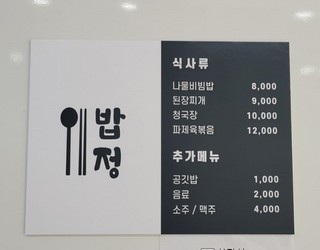 밥
정
식사류
나물비빔밥 8,000
된장찌개 9,000
청국장 10,000
파제육볶음 12,000
추가메뉴
공깃밥 1,000
음료 2,000
소주 / 맥주 4,000